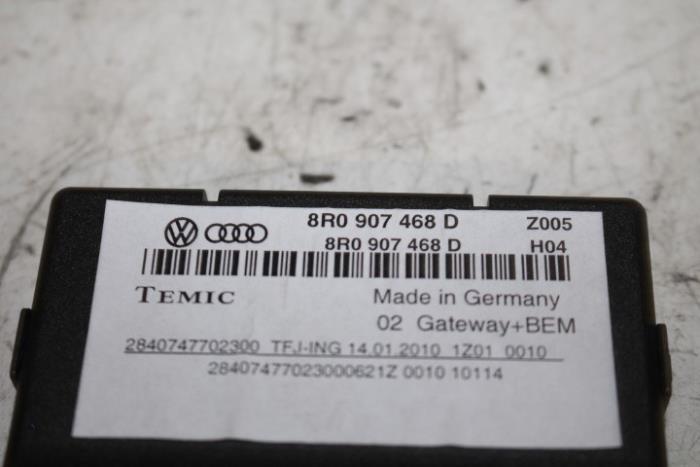 8R0 907 468 D Z005
8R0 907 468 D H04
TEMIC Made in Germany
02 Gateway+BEM
2840747702300 TFJ-ING 14.01.2010 1Z01 0010
28407477023000621Z 0010 10114